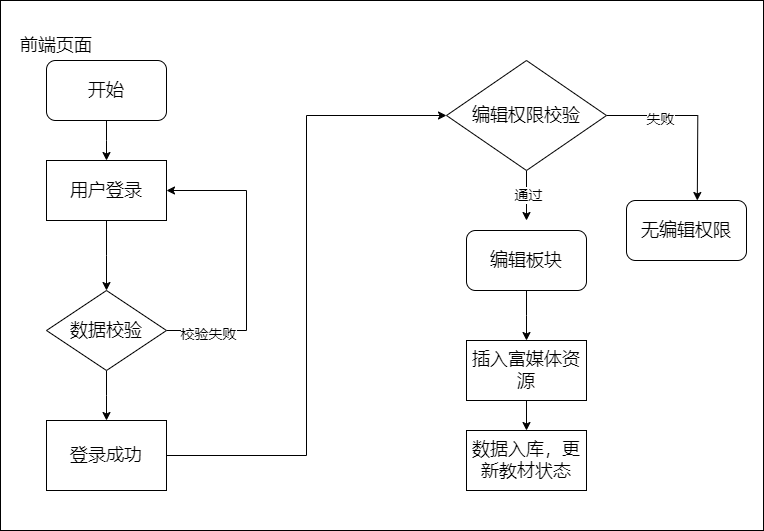 前端页面
开始
用户登录
数据校验
校验失败
登录成功
编辑权限校验
失败
通过
无编辑权限
编辑板块
插入富媒体资
源
数据入库，更
新教材状态